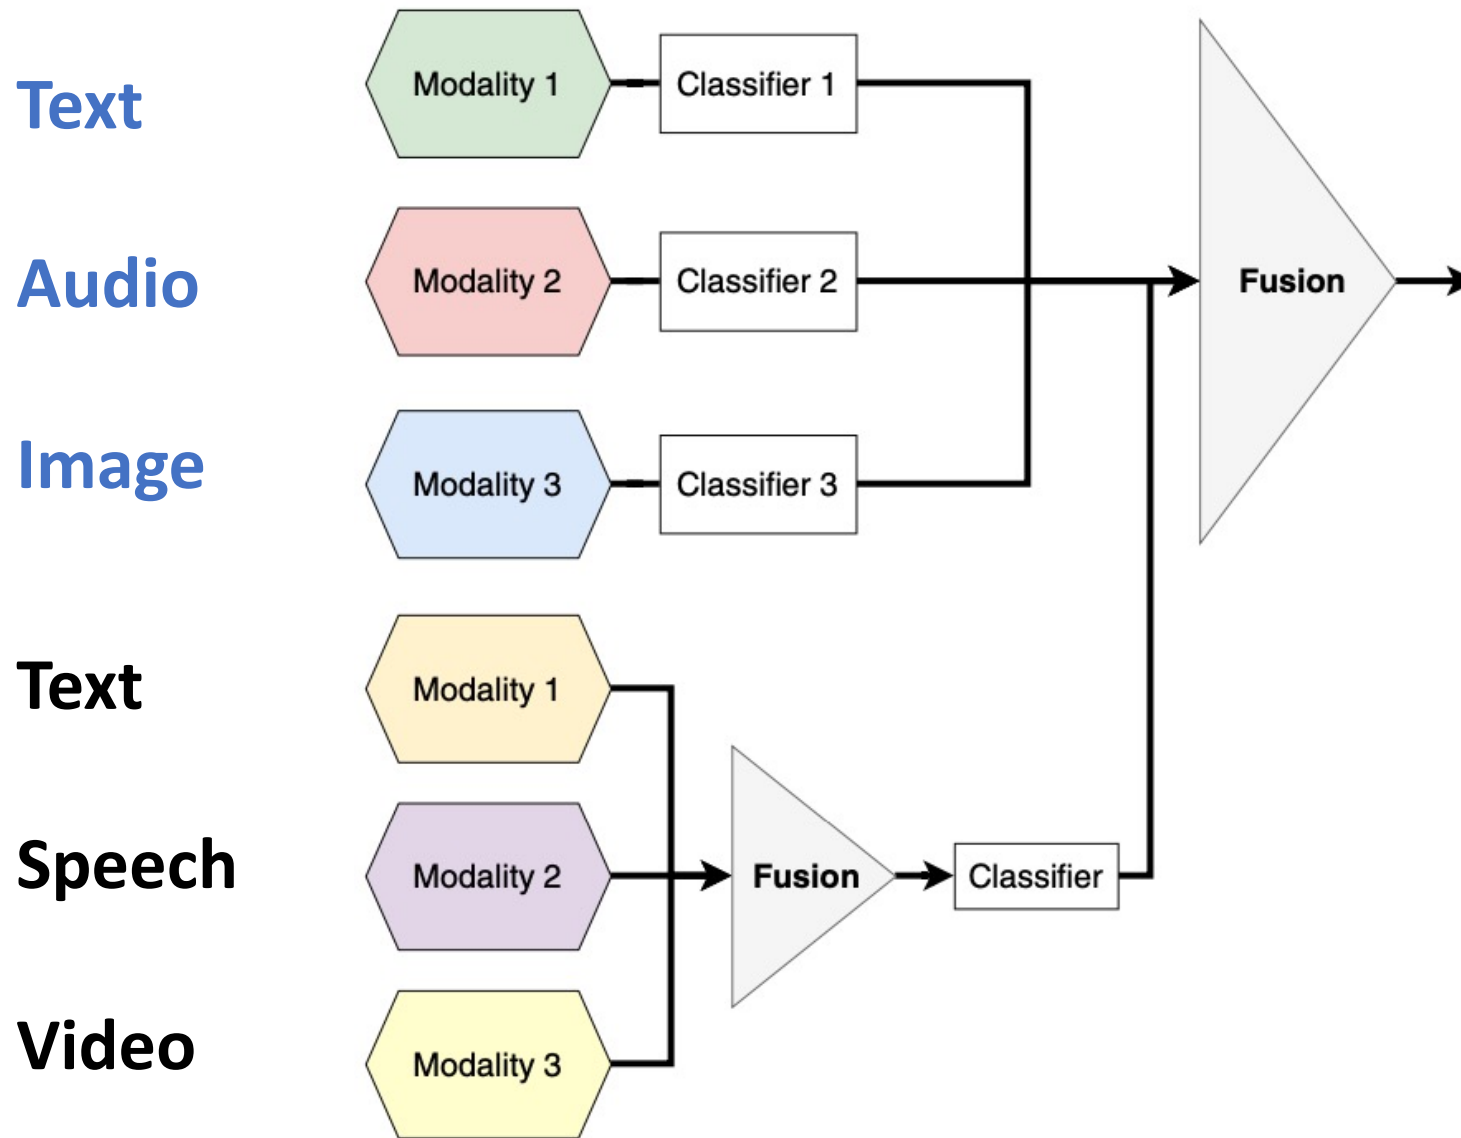 Text
Modality 1
Classifier 1
Audio
Modality 2
Classifier 2
Fusion
Image
Modality 3
Classifier 3
Text
Modality 1
Speech
Modality 2
Fusion
Classifier
Video
Modality 3